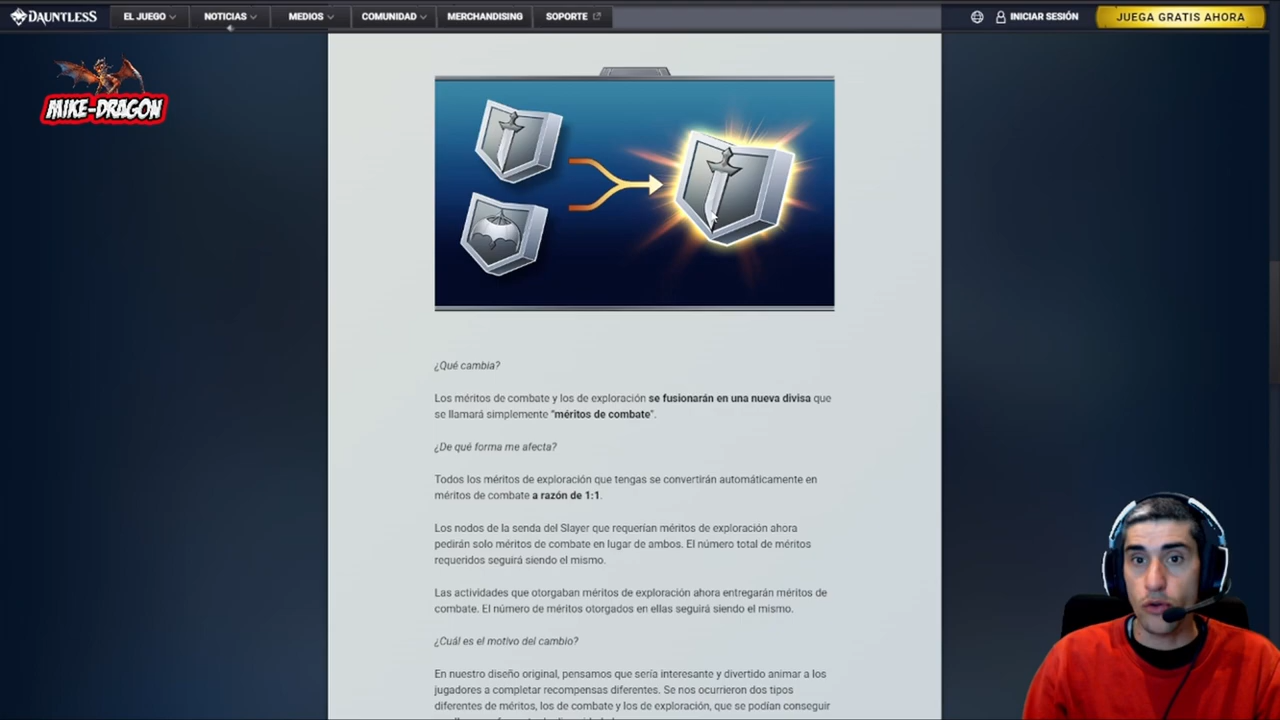 DAUNTLESS
EL JUEGO
NOTICIAS
MEDIOS
COMUNIDAD
MERCHANDISING
SOPORTE
INICIAR SESIÓN
JUEGA GRATIS AHORA
MIKE-DRAGON
¿Qué cambia?
Los méritos de combate y los de exploración se fusionarán en una nueva divisa que
se llamará simplemente "méritos de combate".
¿De qué forma me afecta?
Todos los méritos de exploración que tengas se convertirán automáticamente en
méritos de combate a razón de 1:1.
Los nodos de la senda del Slayer que requerían méritos de exploración ahora
pedirán solo méritos de combate en lugar de ambos. El número total de méritos
requeridos seguirá siendo el mismo.
Las actividades que otorgaban méritos de exploración ahora entregarán méritos de
combate. El número de méritos otorgados en ellas seguirá siendo el mismo.
¿Cuál es el motivo del cambio?
En nuestro diseño original, pensamos que sería interesante y divertido animar a los
jugadores a completar recompensas diferentes. Se nos ocurrieron dos tipos
diferentes de méritos, los de combate y los de exploración, que se podían conseguir